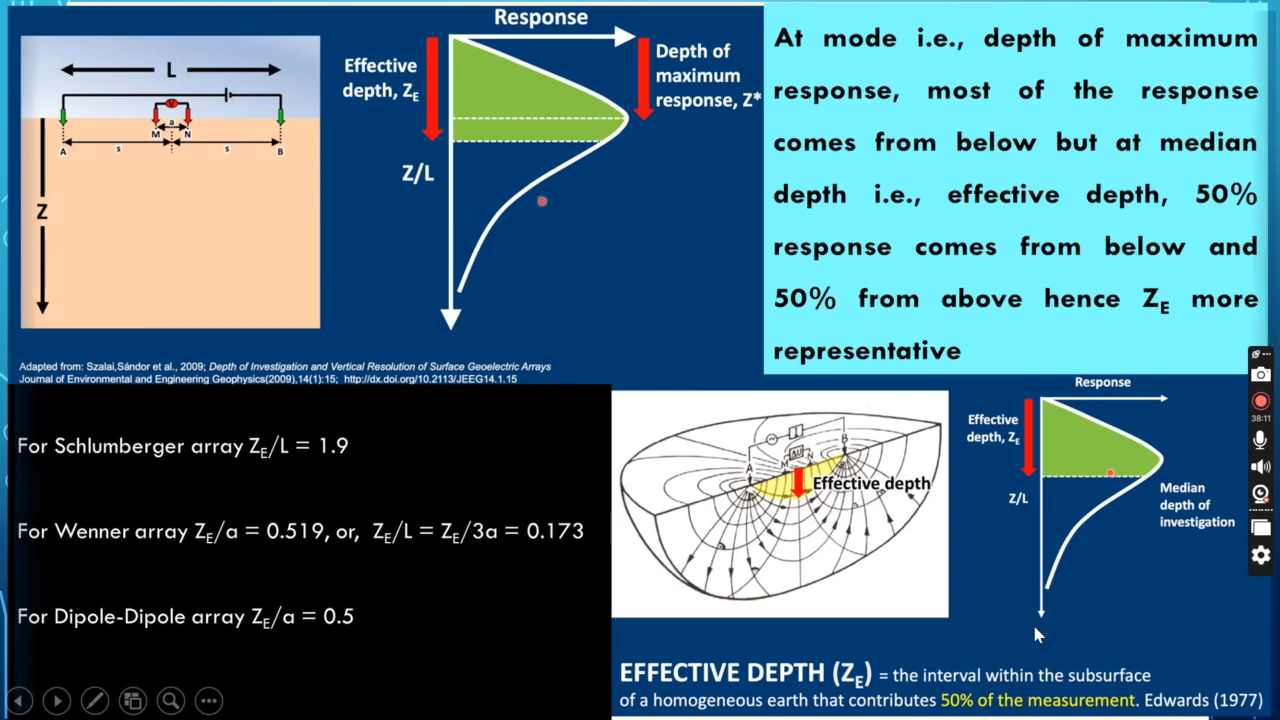 Response
L
Effective
depth, ZE
Depth of
maximum
response, Z*
V
a
M
N
A
s
s
B
Z/L
Z
Adapted from: Szalai,Sándor et al., 2009; Depth of Investigation and Vertical Resolution of Surface Geoelectric Arrays
Journal of Environmental and Engineering Geophysics(2009),14(1):15; http://dx.doi.org/10.2113/JEEG14.1.15
At mode i.e., depth of maximum
response, most of the response
comes from below but at median
depth i.e., effective depth, 50%
response comes from below and
50% from above hence ZE more
representative
For Schlumberger array ZE/L = 1.9
For Wenner array ZE/a = 0.519, or, ZE/L = ZE/3a = 0.173
For Dipole-Dipole array ZE/a = 0.5
B
ΔU
M
N
A
Effective depth
Response
Effective
depth, ZE
Z/L
Median
depth of
investigation
38:11
EFFECTIVE DEPTH (ZE) = the interval within the subsurface
of a homogeneous earth that contributes 50% of the measurement. Edwards (1977)